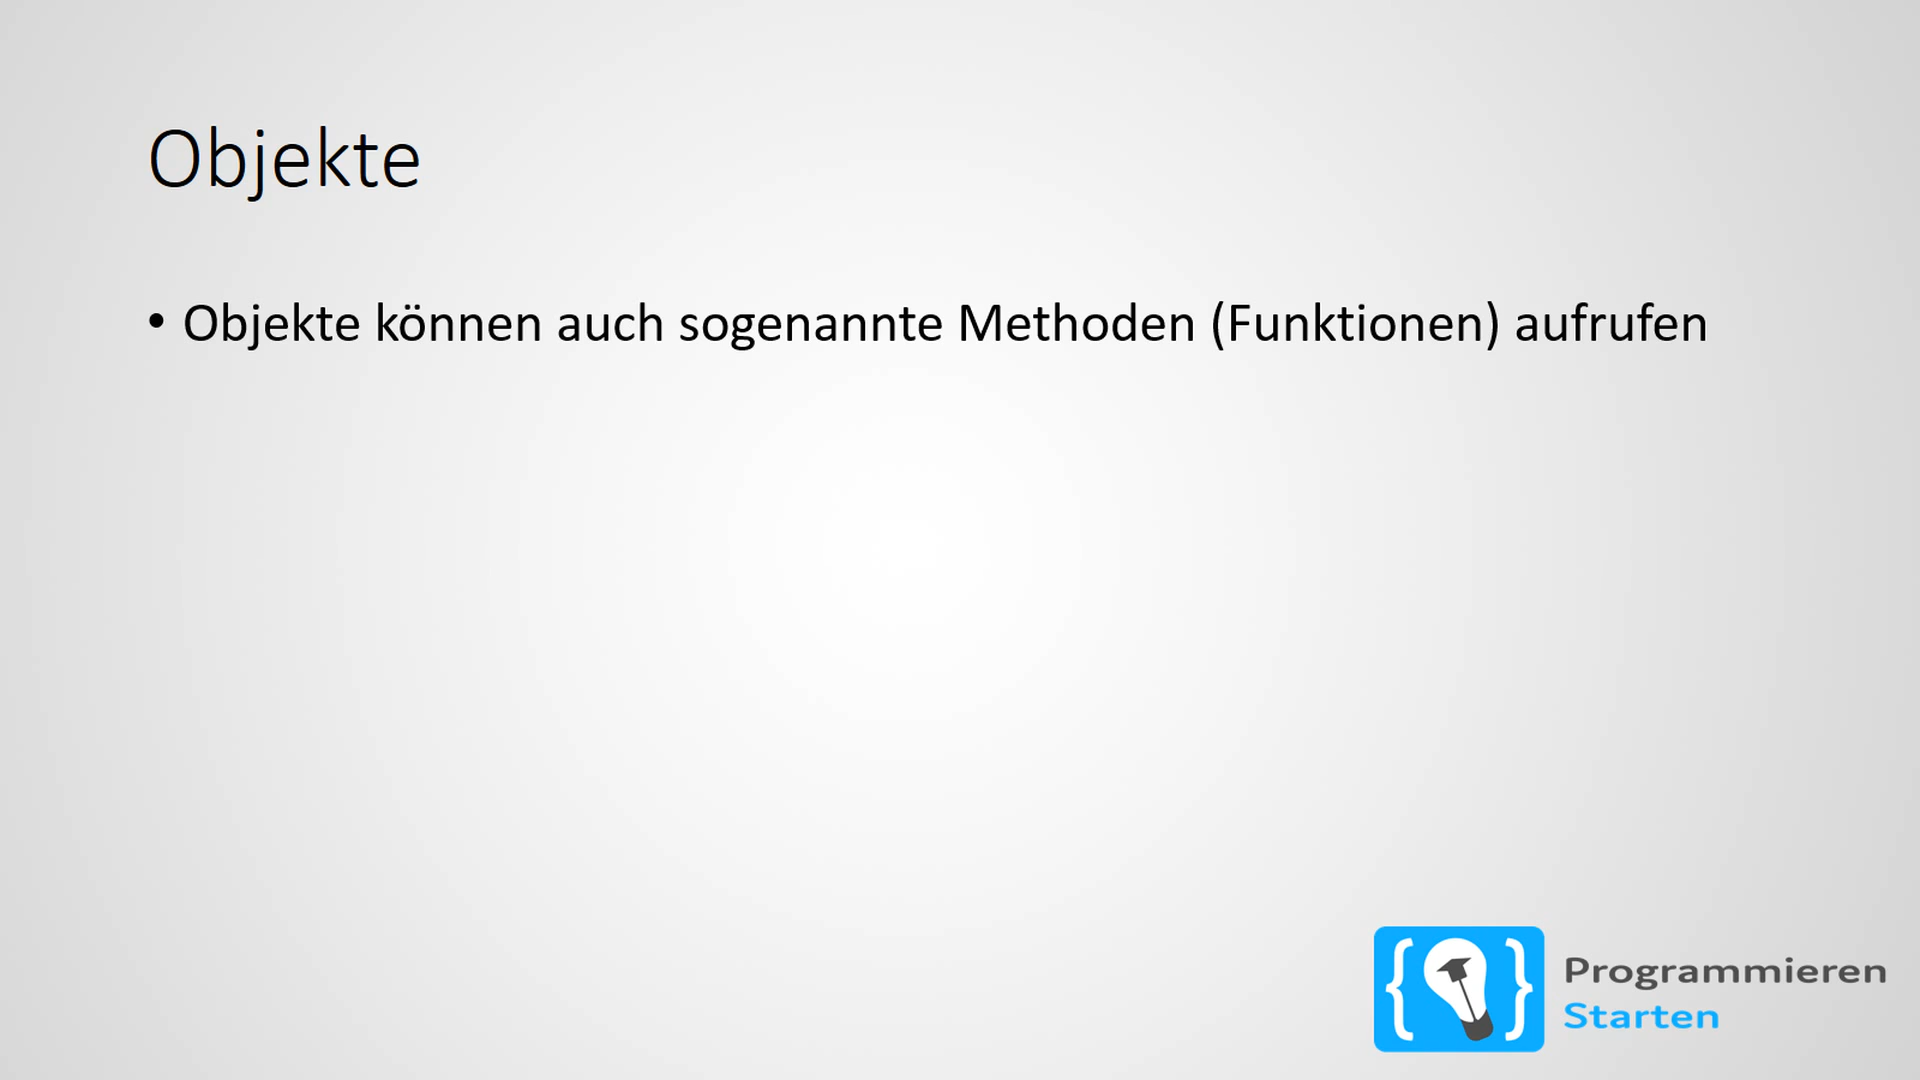 Objekte
• Objekte können auch sogenannte Methoden (Funktionen) aufrufen
Programmieren
Starten